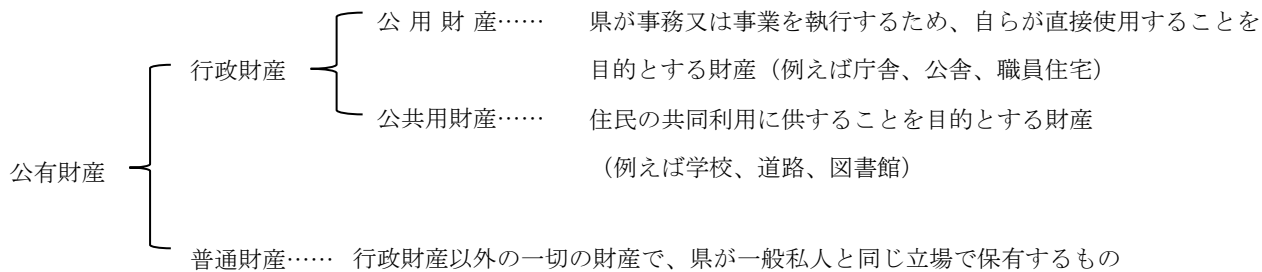 公 用 財 産…… 県が事務又は事業を執行するため、自らが直接使用することを
行政財産 目的とする財産（例えば庁舎、公舎、職員住宅）
公共用財産…… 住民の共同利用に供することを目的とする財産
公有財産 （例えば学校、道路、図書館）
普通財産…… 行政財産以外の一切の財産で、県が一般私人と同じ立場で保有するもの